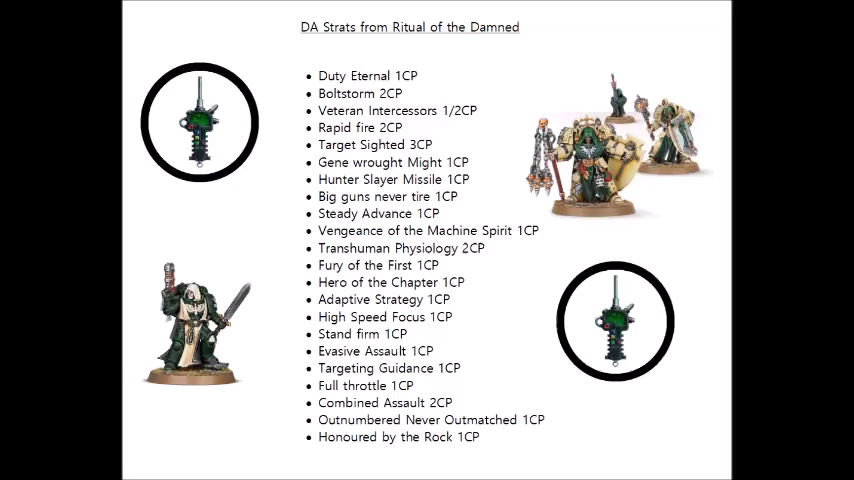 DA Strats from Ritual of the Damned
• Duty Eternal 1CP
• Boltstorm 2CP
• Veteran Intercessors 1/2CP
• Rapid fire 2CP
• Target Sighted 3CP
• Gene wrought Might 1CP
• Hunter Slayer Missile 1CP
• Big guns never tire 1CP
• Steady Advance 1CP
• Vengeance of the Machine Spirit 1CP
• Transhuman Physiology 2CP
• Fury of the First 1CP
• Hero of the Chapter 1CP
• Adaptive Strategy 1CP
• High Speed Focus 1CP
• Stand firm 1CP
• Evasive Assault 1CP
• Targeting Guidance 1CP
• Full throttle 1CP
• Combined Assault 2CP
• Outnumbered Never Outmatched 1CP
• Honoured by the Rock 1CP